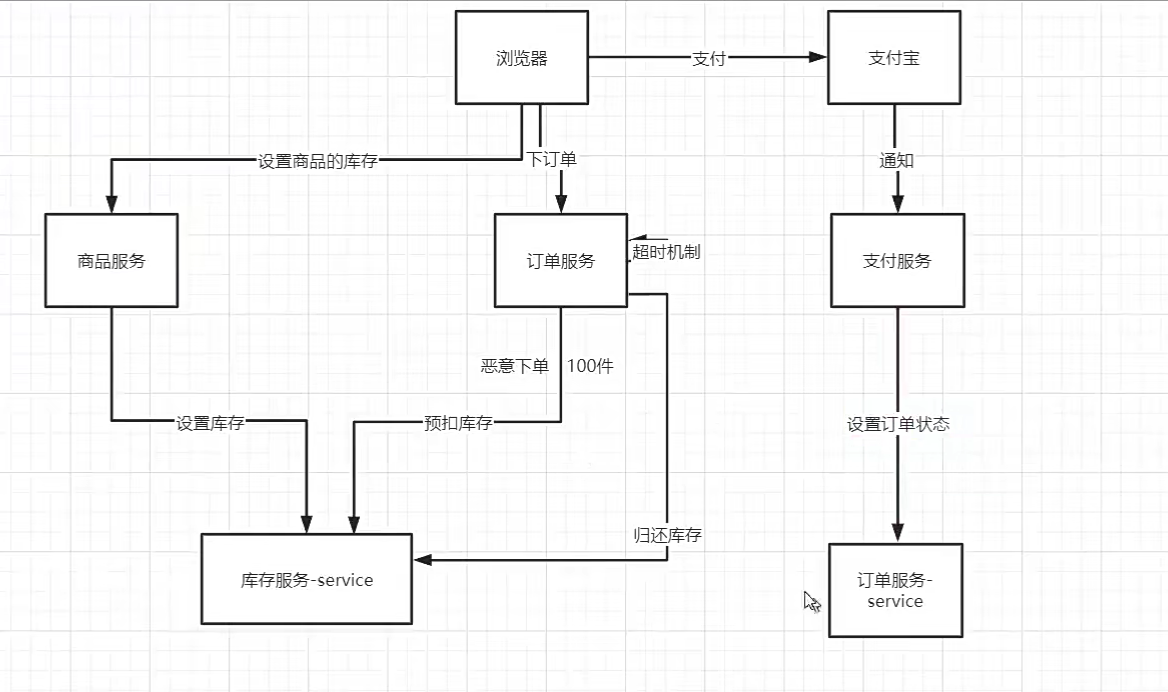 浏览器
支付
支付宝
设置商品的库存
下订单
通知
商品服务
订单服务
超时机制
支付服务
恶意下单
100件
设置库存
预扣库存
设置订单状态
归还库存
库存服务-service
订单服务-
service